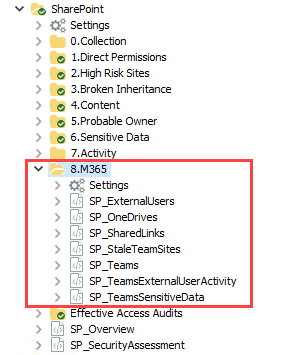 SharePoint
Settings
0.Collection
1.Direct Permissions
2.High Risk Sites
3.Broken Inheritance
4.Content
5.Probable Owner
6.Sensitive Data
7.Activity
8.M365
Settings
SP_ExternalUsers
SP_OneDrives
SP_SharedLinks
SP_StaleTeamSites
SP_Teams
SP_TeamsExternalUserActivity
SP_TeamsSensitiveData
Effective Access Audits
SP_Overview
SP_SecurityAssessment